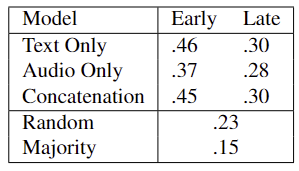 Model Early Late
Text Only .46 .30
Audio Only .37 .28
Concatenation .45 .30
Random .23
Majority .15